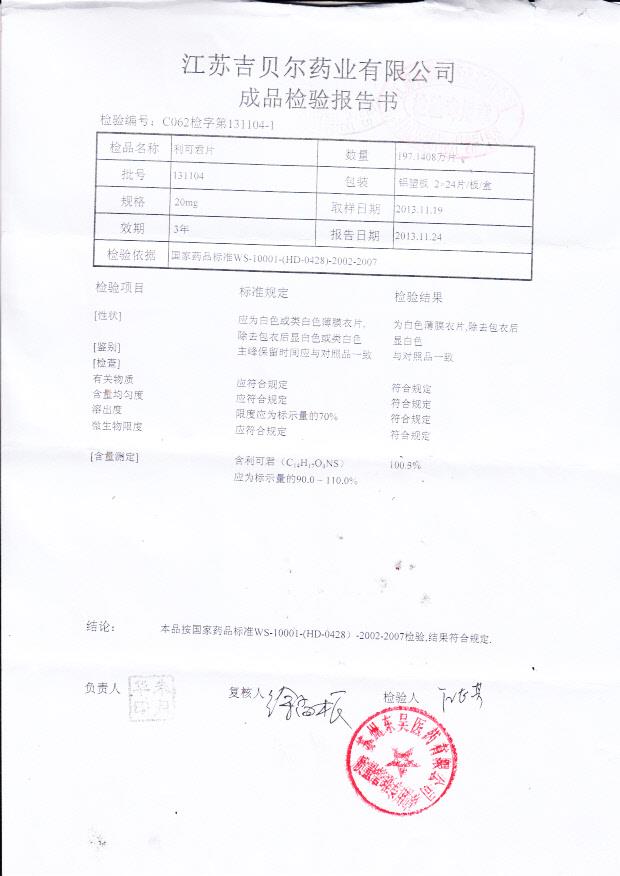 江苏吉贝尔药业有限公司
成品检验报告书
检验编号: C062检字第131104-1
检品名称 利可君片 数量 197.1408万片
批号 131104 包装 铝塑板 2×24片/板/盒
规格 20mg 取样日期 2013.11.19
效期 3年 报告日期 2013.11.24
检验依据 国家药品标准WS-10001-(HD-0428)-2002-2007
检验项目 标准规定 检验结果
[性状] 应为白色或类白色薄膜衣片, 为白色薄膜衣片,除去包衣后
除去包衣后显白色或类白色 显白色
[鉴别] 主峰保留时间应与对照品一致 与对照品一致
[检查]
有关物质 应符合规定 符合规定
含量均匀度 应符合规定 符合规定
溶出度 限度应为标示量的70% 符合规定
微生物限度 应符合规定 符合规定
[含量测定] 含利可君 (C₁₄H₁₇O₄NS) 100.3%
应为标示量的90.0~110.0%
结论: 本品按国家药品标准WS-10001-(HD-0428)-2002-2007检验,结果符合规定.
负责人 复核人 检验人
苏州东吴医药有限公司